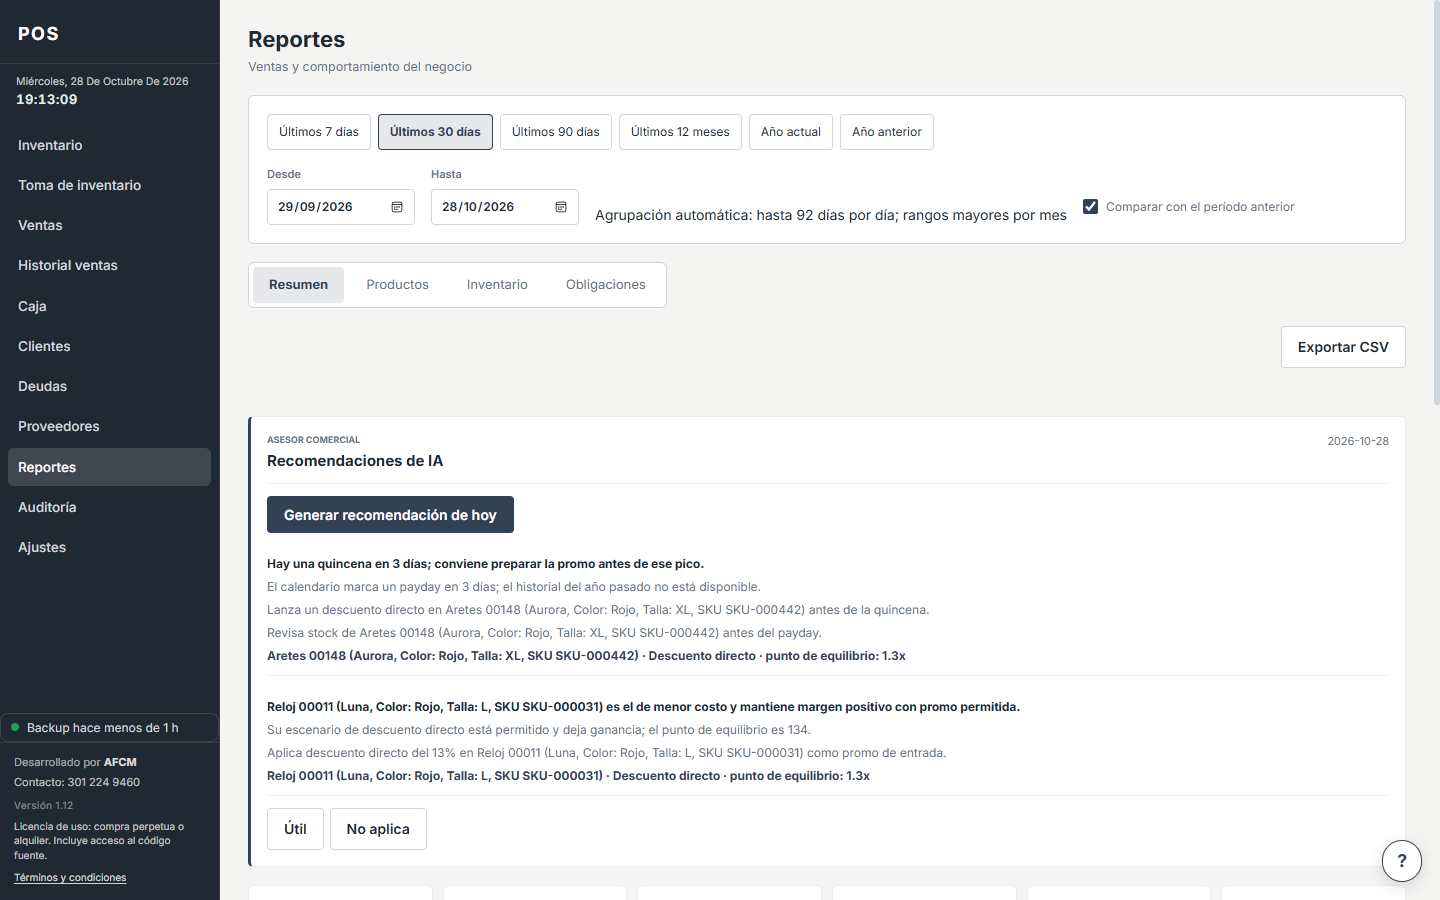 POS
Miércoles, 28 De Octubre De 2026
19:13:09
Inventario
Toma de inventario
Ventas
Historial ventas
Caja
Clientes
Deudas
Proveedores
Reportes
Auditoría
Ajustes
Backup hace menos de 1 h
Desarrollado por AFCM
Contacto: 301 224 9460
Versión 1.12
Licencia de uso: compra perpetua o
alquiler. Incluye acceso al código
fuente.
Términos y condiciones
Reportes
Ventas y comportamiento del negocio
Últimos 7 días
Últimos 30 días
Últimos 90 días
Últimos 12 meses
Año actual
Año anterior
Desde
Hasta
29/09/2026
28/10/2026
Agrupación automática: hasta 92 días por día; rangos mayores por mes
Comparar con el período anterior
Resumen
Productos
Inventario
Obligaciones
Exportar CSV
ASESOR COMERCIAL
2026-10-28
Recomendaciones de IA
Generar recomendación de hoy
Hay una quincena en 3 días; conviene preparar la promo antes de ese pico.
El calendario marca un payday en 3 días; el historial del año pasado no está disponible.
Lanza un descuento directo en Aretes 00148 (Aurora, Color: Rojo, Talla: XL, SKU SKU-000442) antes de la quincena.
Revisa stock de Aretes 00148 (Aurora, Color: Rojo, Talla: XL, SKU SKU-000442) antes del payday.
Aretes 00148 (Aurora, Color: Rojo, Talla: XL, SKU SKU-000442) · Descuento directo · punto de equilibrio: 1.3x
Reloj 00011 (Luna, Color: Rojo, Talla: L, SKU SKU-000031) es el de menor costo y mantiene margen positivo con promo permitida.
Su escenario de descuento directo está permitido y deja ganancia; el punto de equilibrio es 134.
Aplica descuento directo del 13% en Reloj 00011 (Luna, Color: Rojo, Talla: L, SKU SKU-000031) como promo de entrada.
Reloj 00011 (Luna, Color: Rojo, Talla: L, SKU SKU-000031) · Descuento directo · punto de equilibrio: 1.3x
Útil
No aplica
?